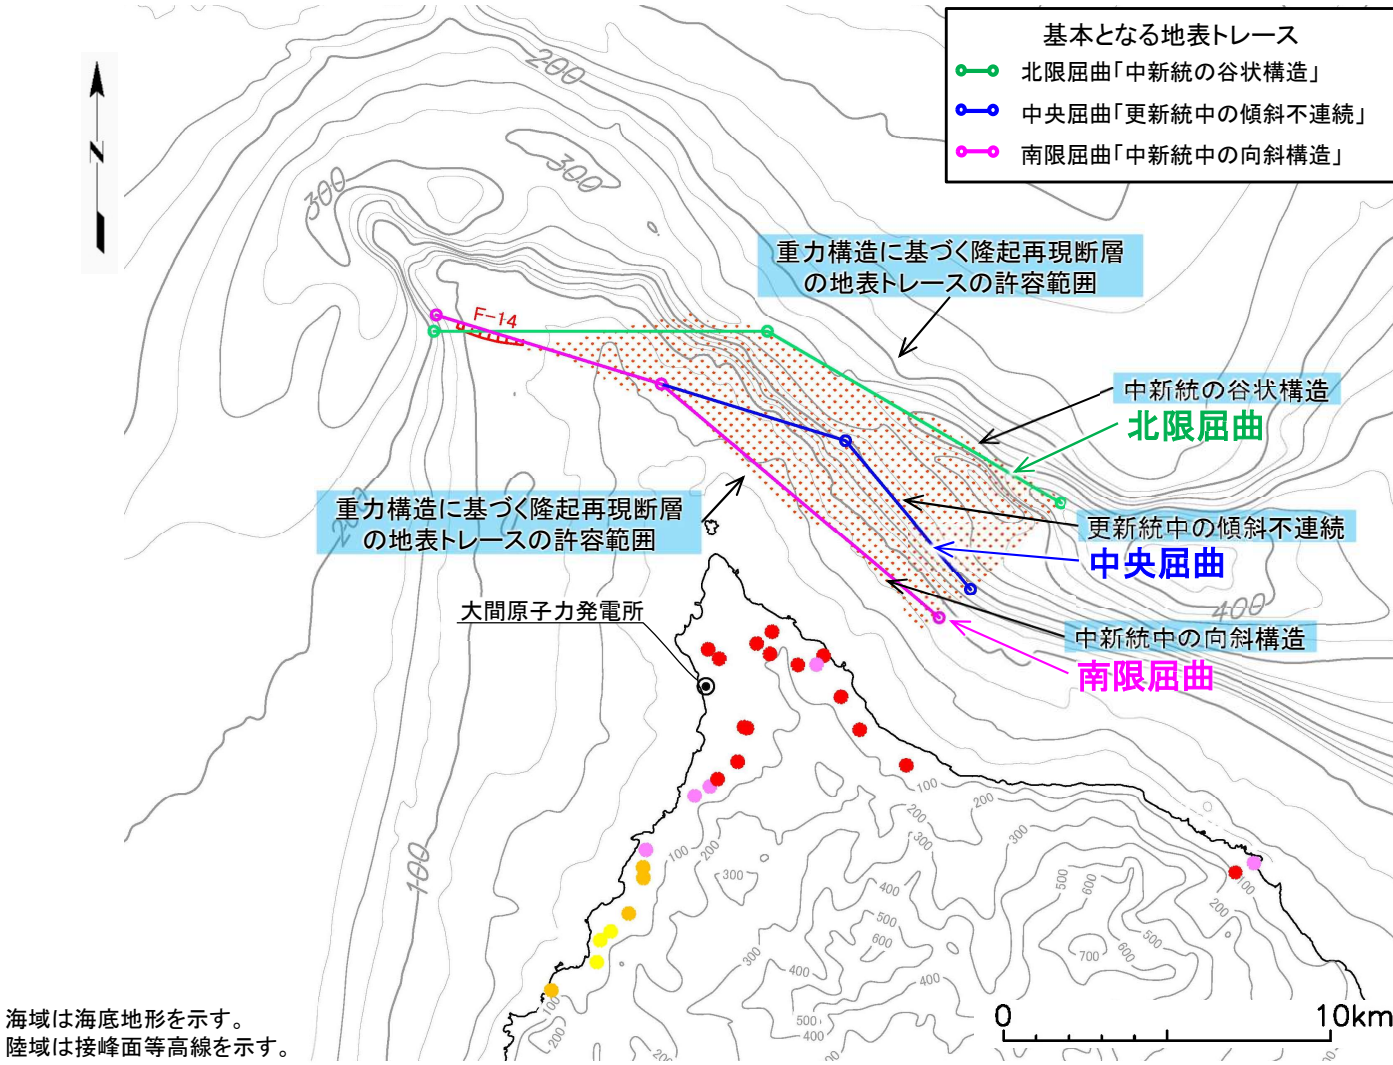 基本となる地表トレース
北限屈曲「中新統の谷状構造」
中央屈曲「更新統中の傾斜不連続」
南限屈曲「中新統中の向斜構造」
N
200
300
300
重力構造に基づく隆起再現断層
の地表トレースの許容範囲
F-14
中新統の谷状構造
北限屈曲
200
重力構造に基づく隆起再現断層
の地表トレースの許容範囲
更新統中の傾斜不連続
中央屈曲
400
大間原子力発電所
中新統中の向斜構造
南限屈曲
100
100
200
200
300
300
100
200
300
400
500
600
400
400
300
500
400
200
100
200
500
600
400
500
600
700
100
200
300
200
0
10km
海域は海底地形を示す。
陸域は接峰面等高線を示す。